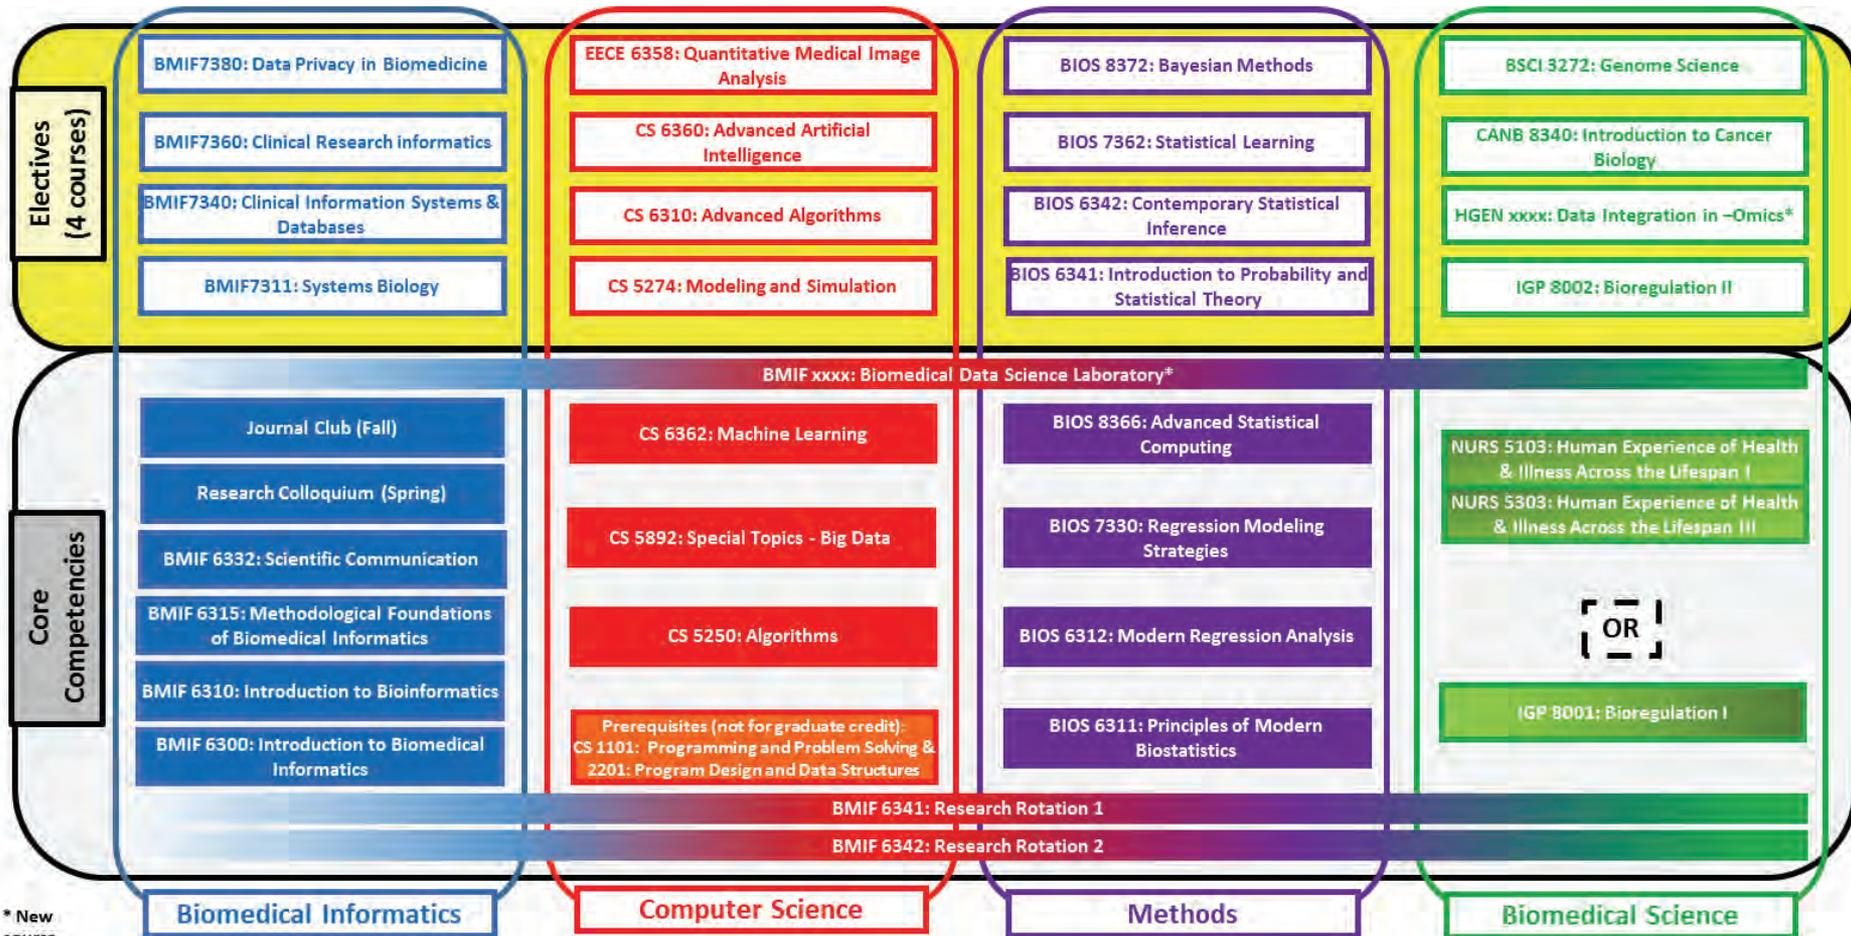 Electives
(4 courses)
BMIF7380: Data Privacy in Biomedicine
BMIF7360: Clinical Research informatics
BMIF7340: Clinical Information Systems &
Databases
BMIF7311: Systems Biology
EECE 6358: Quantitative Medical Image
Analysis
CS 6360: Advanced Artificial
Intelligence
CS 6310: Advanced Algorithms
CS 5274: Modeling and Simulation
BIOS 8372: Bayesian Methods
BIOS 7362: Statistical Learning
BIOS 6342: Contemporary Statistical
Inference
BIOS 6341: Introduction to Probability and
Statistical Theory
BSCI 3272: Genome Science
CANB 8340: Introduction to Cancer
Biology
HGEN xxxx: Data Integration in –Omics*
IGP 8002: Bioregulation II
BMIF xxxx: Biomedical Data Science Laboratory*
Core
Competencies
Journal Club (Fall)
Research Colloquium (Spring)
BMIF 6332: Scientific Communication
BMIF 6315: Methodological Foundations
of Biomedical Informatics
BMIF 6310: Introduction to Bioinformatics
BMIF 6300: Introduction to Biomedical
Informatics
CS 6362: Machine Learning
CS 5892: Special Topics - Big Data
CS 5250: Algorithms
Prerequisites (not for graduate credit):
CS 1101: Programming and Problem Solving &
2201: Program Design and Data Structures
BIOS 8366: Advanced Statistical
Computing
BIOS 7330: Regression Modeling
Strategies
BIOS 6312: Modern Regression Analysis
BIOS 6311: Principles of Modern
Biostatistics
NURS 5103: Human Experience of Health
& Illness Across the Lifespan I
NURS 5303: Human Experience of Health
& Illness Across the Lifespan III
OR
IGP 8001: Bioregulation I
BMIF 6341: Research Rotation 1
BMIF 6342: Research Rotation 2
Biomedical Informatics
Computer Science
Methods
Biomedical Science
* New